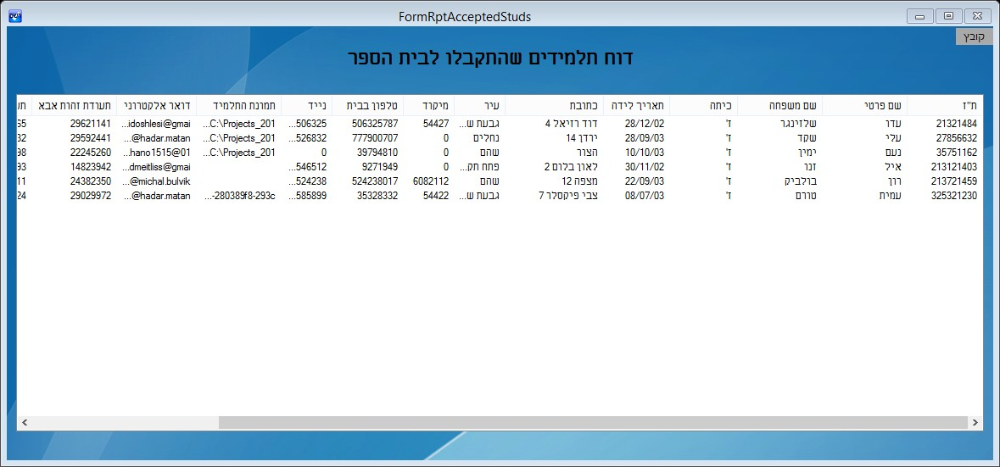 FormRptAcceptedStuds
קובץ
דוח תלמידים שהתקבלו לבית הספר
ת"ז שם פרטי שם משפחה כיתה תאריך לידה כתובת עיר מיקוד טלפון בבית נייד תמונת התלמיד דואר אלקטרוני תעודת זהות אבא תע
21321484 עדו שלזינגר ז' 28/12/02 דוד רזיאל 4 גבעת ש... 54427 506325787 506325... C:\Projects_201... idoshlesi@gmai... 29621141 65
27856632 עלי שקד ז' 28/09/03 ירדן 14 נחלים 0 777900707 526832... C:\Projects_201... @hadar.matan... 29592441 32
35751162 נעם ימין ז' 10/10/03 הצור שהם 0 39794810 0 C:\Projects_201... hano1515@01... 22245260 98
213121403 איל זנו ז' 30/11/02 לאון בלום 2 פתח תק... 0 9271949 546512... dmeitliss@gmai... 14823942 93
213721459 רון בולביק ז' 22/09/03 מצפה 12 שהם 6082112 524238017 524238... @michal.bulvik... 24382350 11
325321230 עמית טורם ז' 08/07/03 צבי פיקסלר 7 גבעת ש... 54422 35328332 585899... -280389f8-293c... @hadar.matan... 29029972 24